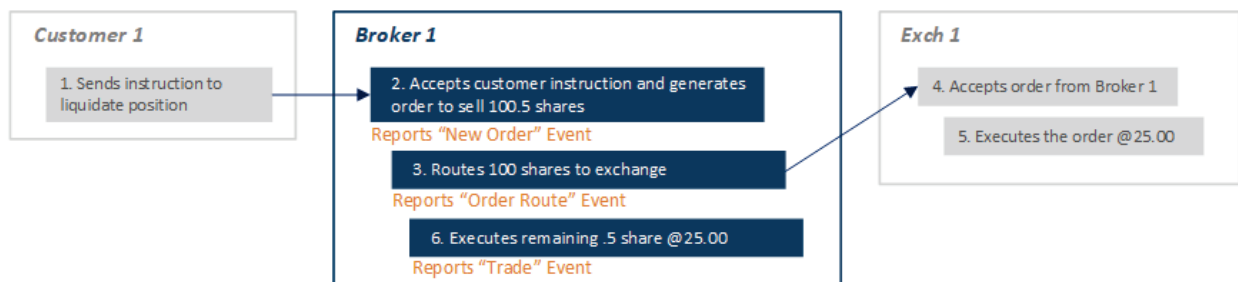 Customer 1
1. Sends instruction to
liquidate position
Broker 1
2. Accepts customer instruction and generates
order to sell 100.5 shares
Reports “New Order” Event
3. Routes 100 shares to exchange
Reports “Order Route” Event
6. Executes remaining .5 share @25.00
Reports “Trade” Event
Exch 1
4. Accepts order from Broker 1
5. Executes the order @25.00